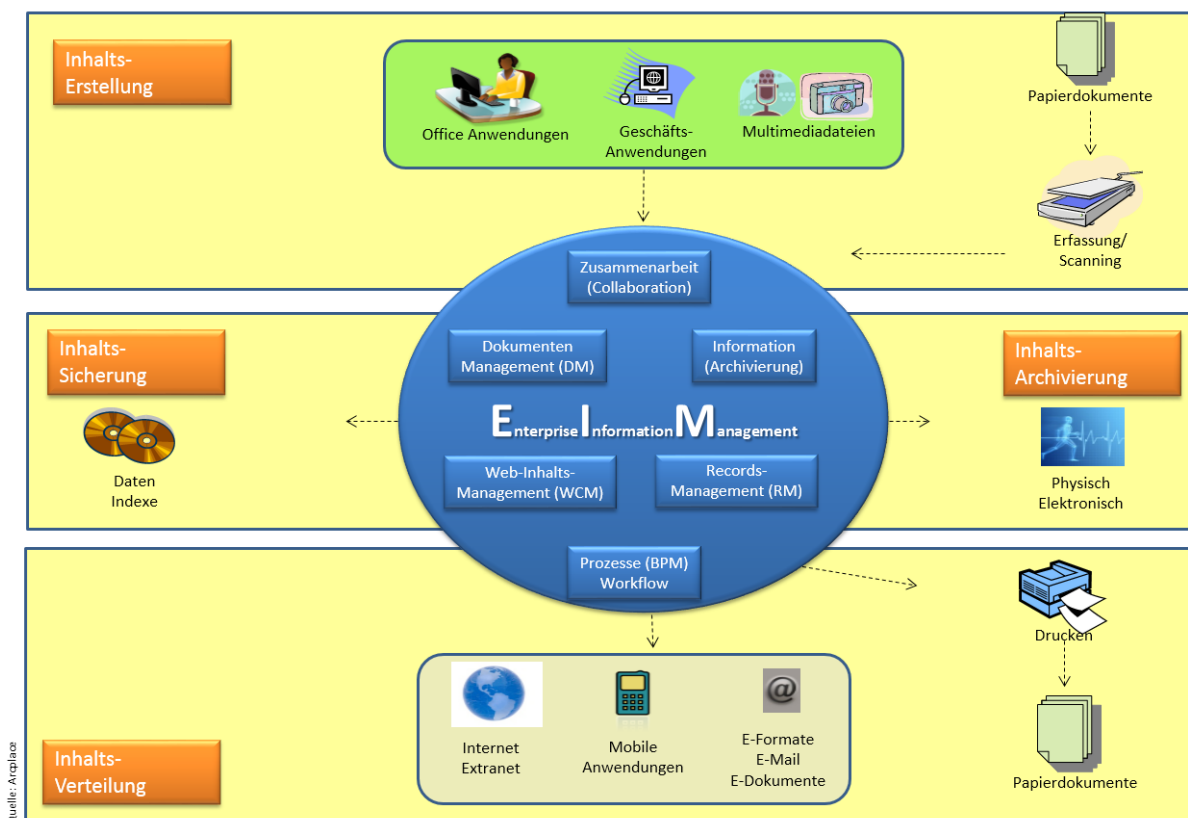 Inhalts-
Erstellung
Office Anwendungen
Geschäfts-
Anwendungen
Multimediadateien
Papierdokumente
Erfassung/
Scanning
Zusammenarbeit
(Collaboration)
Inhalts-
Sicherung
Daten
Indexe
Dokumenten
Management (DM)
Information
(Archivierung)
Enterprise Information Management
Web-Inhalts-
Management (WCM)
Records-
Management (RM)
Prozesse (BPM)
Workflow
Inhalts-
Archivierung
Physisch
Elektronisch
Inhalts-
Verteilung
Internet
Extranet
Mobile
Anwendungen
@
E-Formate
E-Mail
E-Dokumente
Drucken
Papierdokumente
Quelle: Arcplace